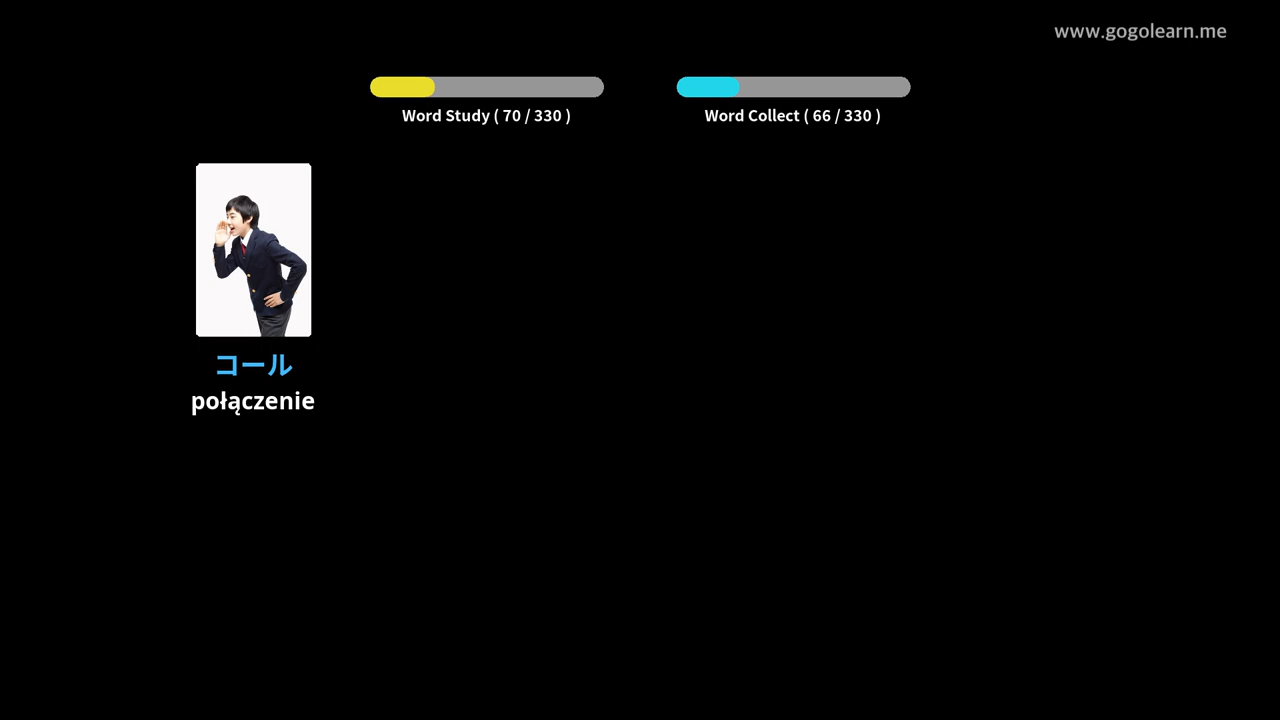 www.gogolearn.me
Word Study ( 70 / 330 )
Word Collect ( 66 / 330 )
コール
połączenie